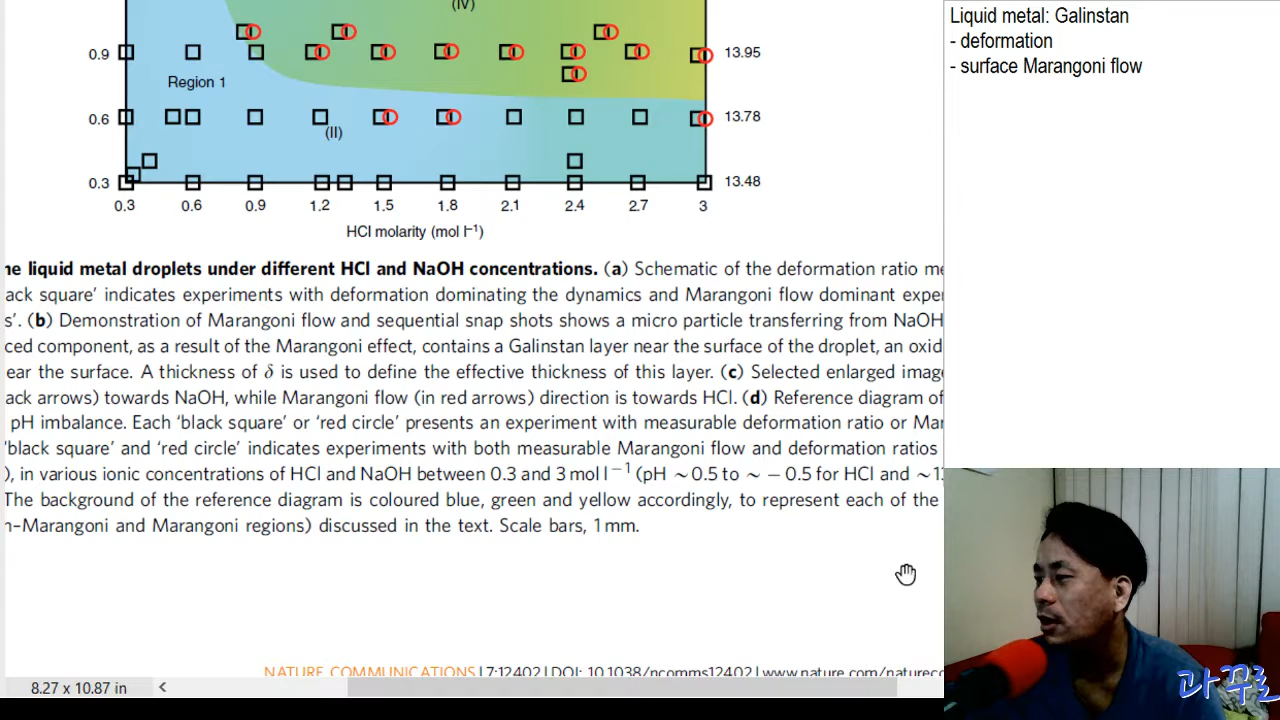 (IV)
0.9
13.95
Region 1
0.6
13.78
(II)
0.3
13.48
0.3 0.6 0.9 1.2 1.5 1.8 2.1 2.4 2.7 3
HCl molarity (mol l⁻¹)
he liquid metal droplets under different HCl and NaOH concentrations. (a) Schematic of the deformation ratio me
ack square’ indicates experiments with deformation dominating the dynamics and Marangoni flow dominant expe
s’. (b) Demonstration of Marangoni flow and sequential snap shots shows a micro particle transferring from NaOH
ced component, as a result of the Marangoni effect, contains a Galinstan layer near the surface of the droplet, an oxid
ear the surface. A thickness of δ is used to define the effective thickness of this layer. (c) Selected enlarged imag
ack arrows) towards NaOH, while Marangoni flow (in red arrows) direction is towards HCl. (d) Reference diagram of
pH imbalance. Each ‘black square’ or ‘red circle’ presents an experiment with measurable deformation ratio or Mar
‘black square’ and ‘red circle’ indicates experiments with both measurable Marangoni flow and deformation ratios
), in various ionic concentrations of HCl and NaOH between 0.3 and 3 mol l⁻¹ (pH ∼0.5 to ∼ −0.5 for HCl and ∼1
The background of the reference diagram is coloured blue, green and yellow accordingly, to represent each of the
n–Marangoni and Marangoni regions) discussed in the text. Scale bars, 1 mm.
NATURE COMMUNICATIONS | 7:12402 | DOI: 10.1038/ncomms12402 | www.nature.com/naturec
8.27 x 10.87 in
Liquid metal: Galinstan
- deformation
- surface Marangoni flow
과꾸로